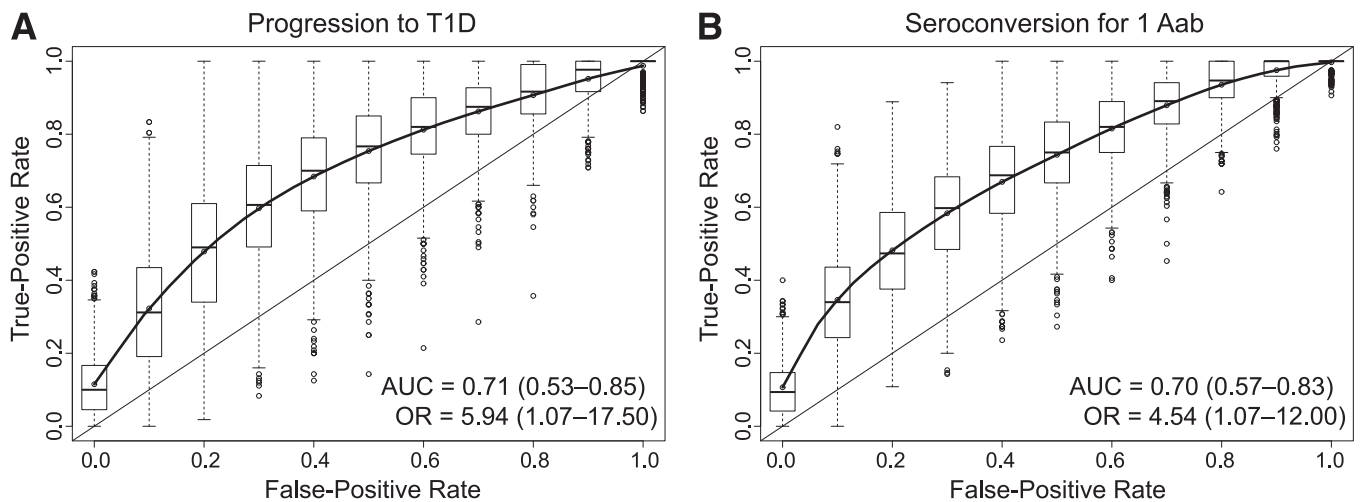 A Progression to T1D
True-Positive Rate
1.0
0.8
0.6
0.4
0.2
0.0
AUC = 0.71 (0.53–0.85)
OR = 5.94 (1.07–17.50)
0.0 0.2 0.4 0.6 0.8 1.0
False-Positive Rate
B Seroconversion for 1 Aab
True-Positive Rate
1.0
0.8
0.6
0.4
0.2
0.0
AUC = 0.70 (0.57–0.83)
OR = 4.54 (1.07–12.00)
0.0 0.2 0.4 0.6 0.8 1.0
False-Positive Rate